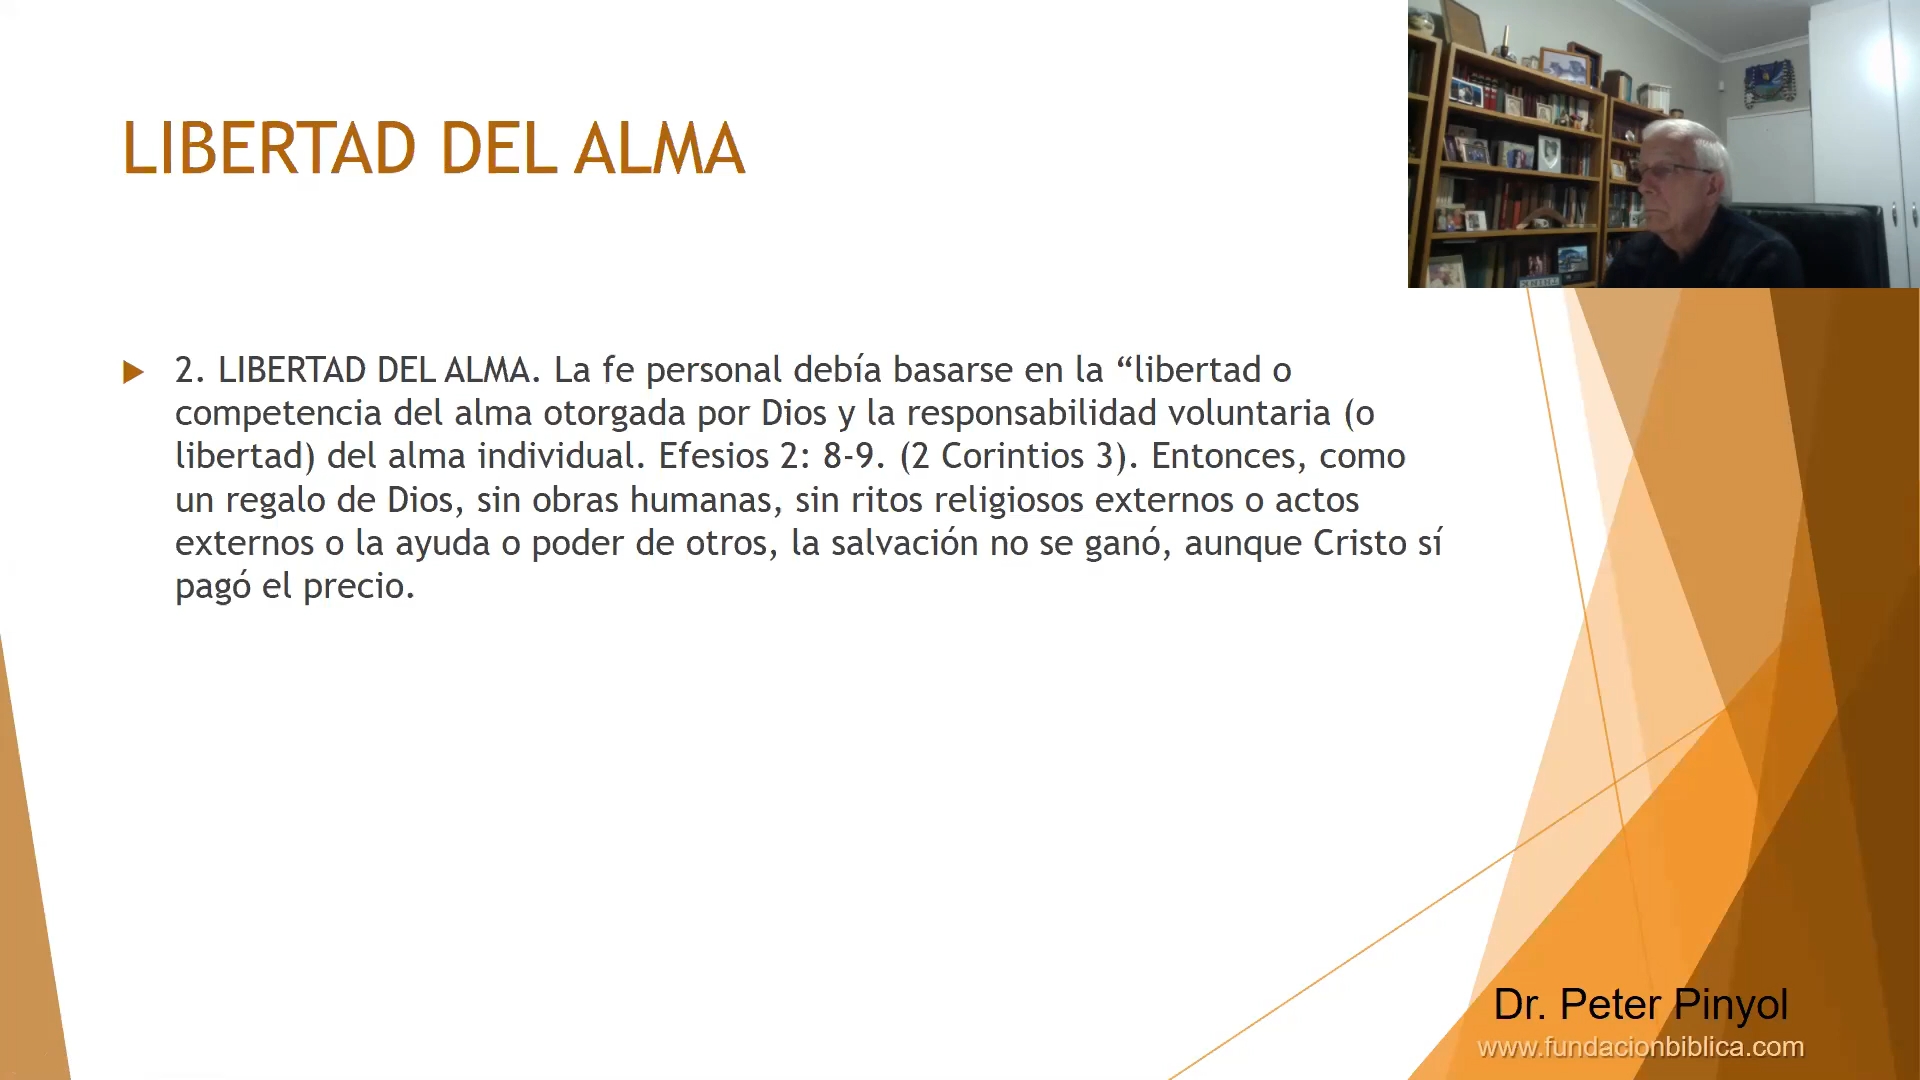 LIBERTAD DEL ALMA
2. LIBERTAD DEL ALMA. La fe personal debía basarse en la “libertad o
competencia del alma otorgada por Dios y la responsabilidad voluntaria (o
libertad) del alma individual. Efesios 2: 8-9. (2 Corintios 3). Entonces, como
un regalo de Dios, sin obras humanas, sin ritos religiosos externos o actos
externos o la ayuda o poder de otros, la salvación no se ganó, aunque Cristo sí
pagó el precio.
Dr. Peter Pinyol
www.fundacionbiblica.com